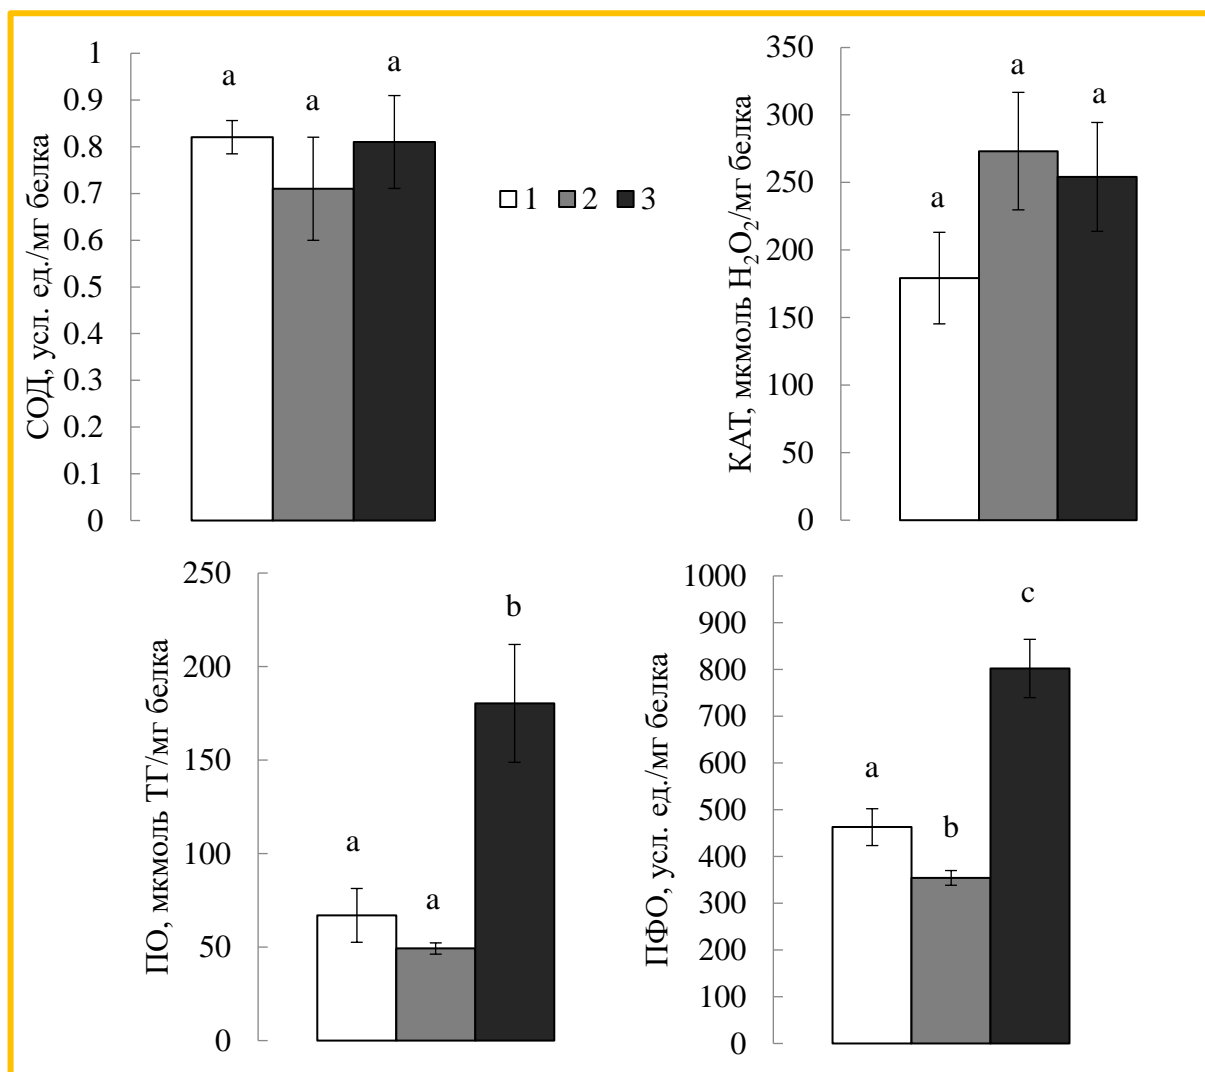 СОД, усл. ед./мг белка
1
0.9
0.8
0.7
0.6
0.5
0.4
0.3
0.2
0.1
0
a
a
a
1 2 3
КАТ, мкмоль H₂O₂/мг белка
350
300
250
200
150
100
50
0
a
a
a
ПО, мкмоль ТГ/мг белка
250
200
150
100
50
0
a
a
b
ПФО, усл. ед./мг белка
1000
900
800
700
600
500
400
300
200
100
0
a
b
c